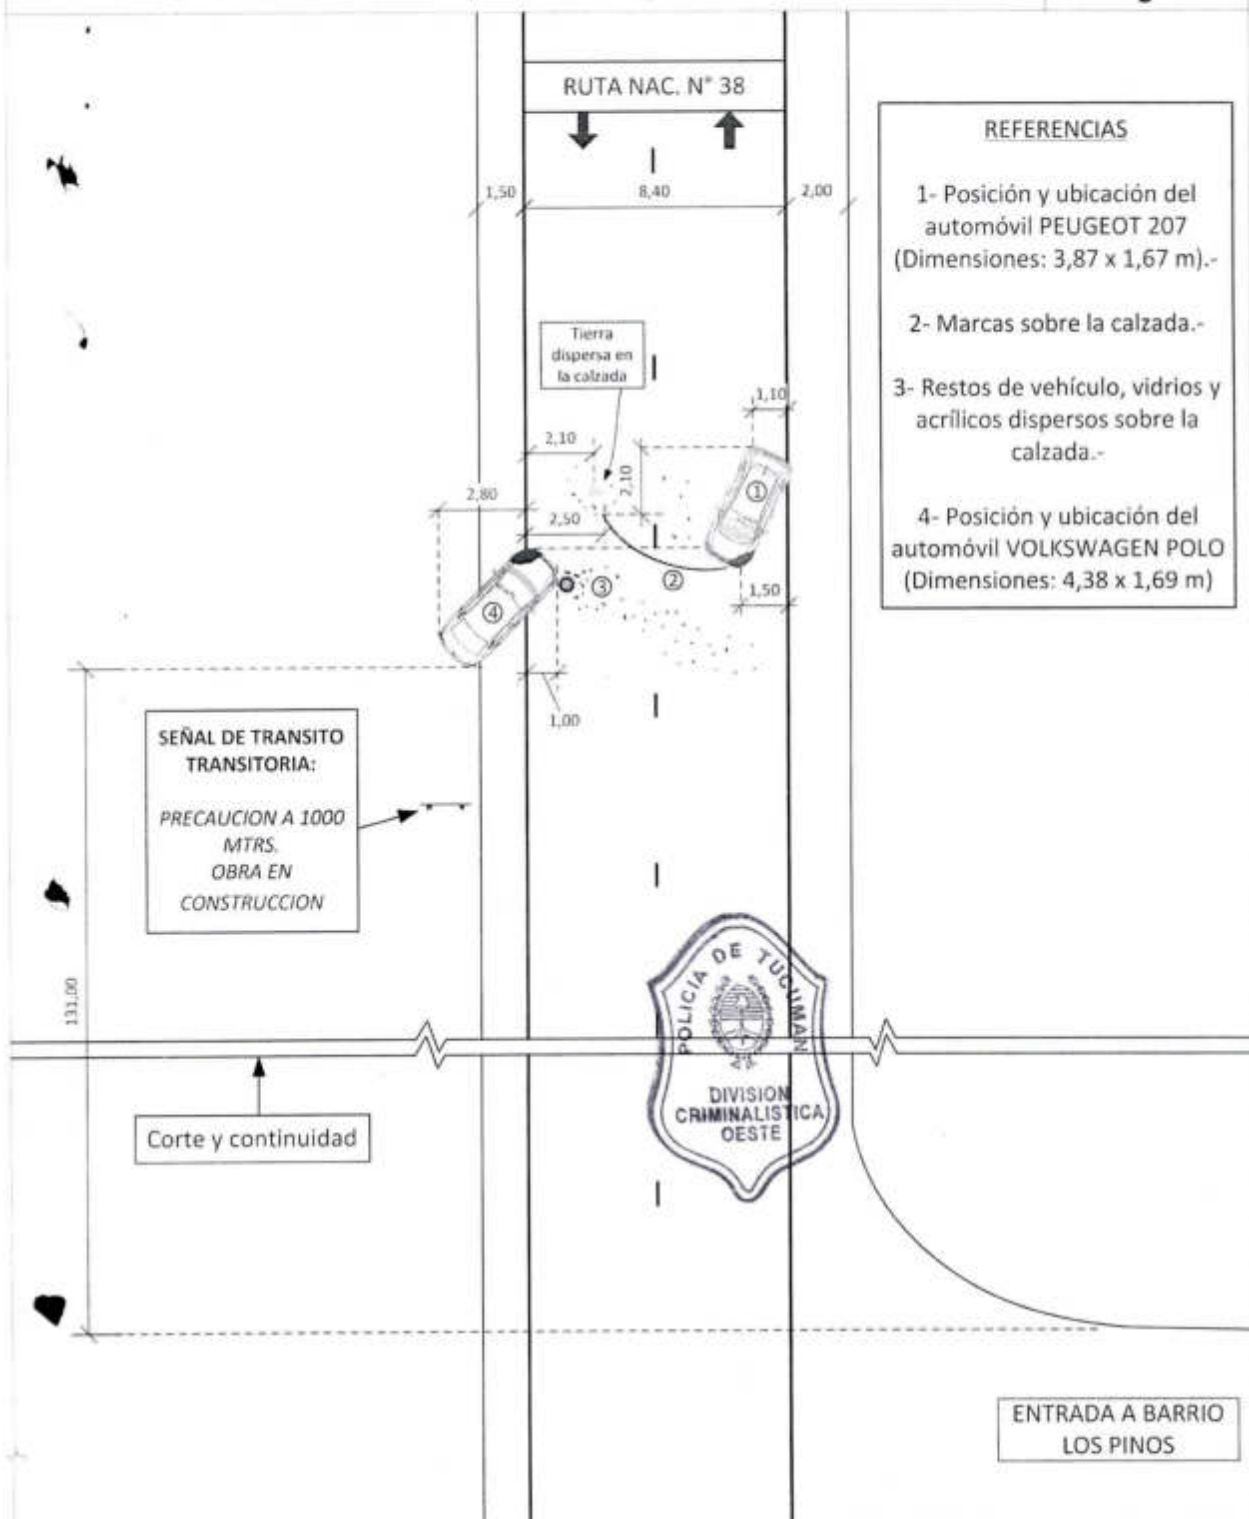 RUTA NAC. N° 38
1,50
8,40
2,00
REFERENCIAS
1- Posición y ubicación del
automóvil PEUGEOT 207
(Dimensiones: 3,87 x 1,67 m).-
2- Marcas sobre la calzada.-
3- Restos de vehículo, vidrios y
acrílicos dispersos sobre la
calzada.-
4- Posición y ubicación del
automóvil VOLKSWAGEN POLO
(Dimensiones: 4,38 x 1,69 m)
Tierra
dispersa en
la calzada
1,10
2,10
2,10
2,80
2,50
1
2
3
4
1,50
1,00
SEÑAL DE TRANSITO
TRANSITORIA:
PRECAUCION A 1000
MTRS.
OBRA EN
CONSTRUCCION
131,00
POLICIA DE TUCUMAN
DIVISION
CRIMINALISTICA
OESTE
Corte y continuidad
ENTRADA A BARRIO
LOS PINOS